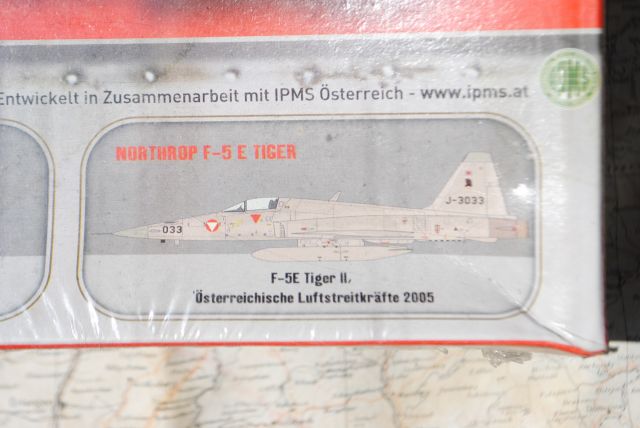 Entwickelt in Zusammenarbeit mit IPMS Österreich - www.ipms.at
NORTHROP F-5 E TIGER
J-3033
033
F-5E Tiger II,
Österreichische Luftstreitkräfte 2005